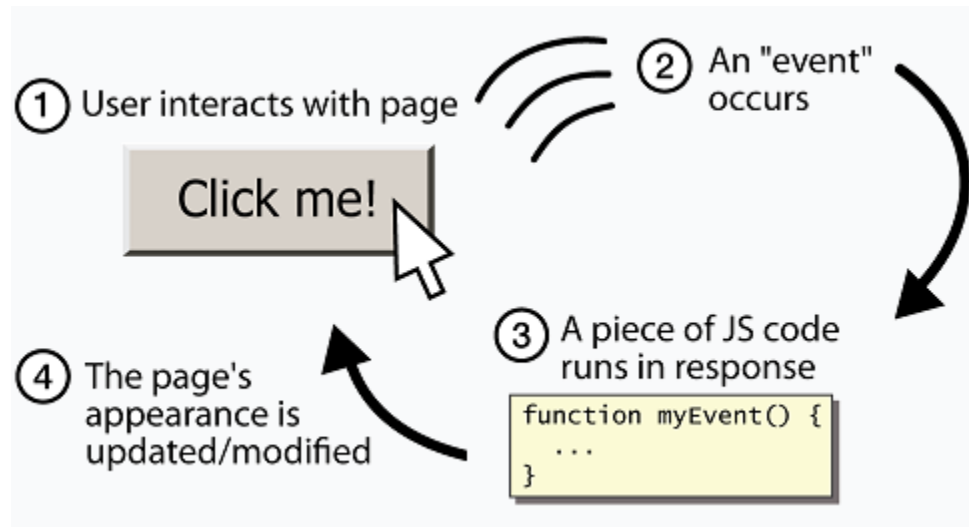 1 User interacts with page
Click me!
2 An "event"
occurs
3 A piece of JS code
runs in response
function myEvent() {
...
}
4 The page's
appearance is
updated/modified